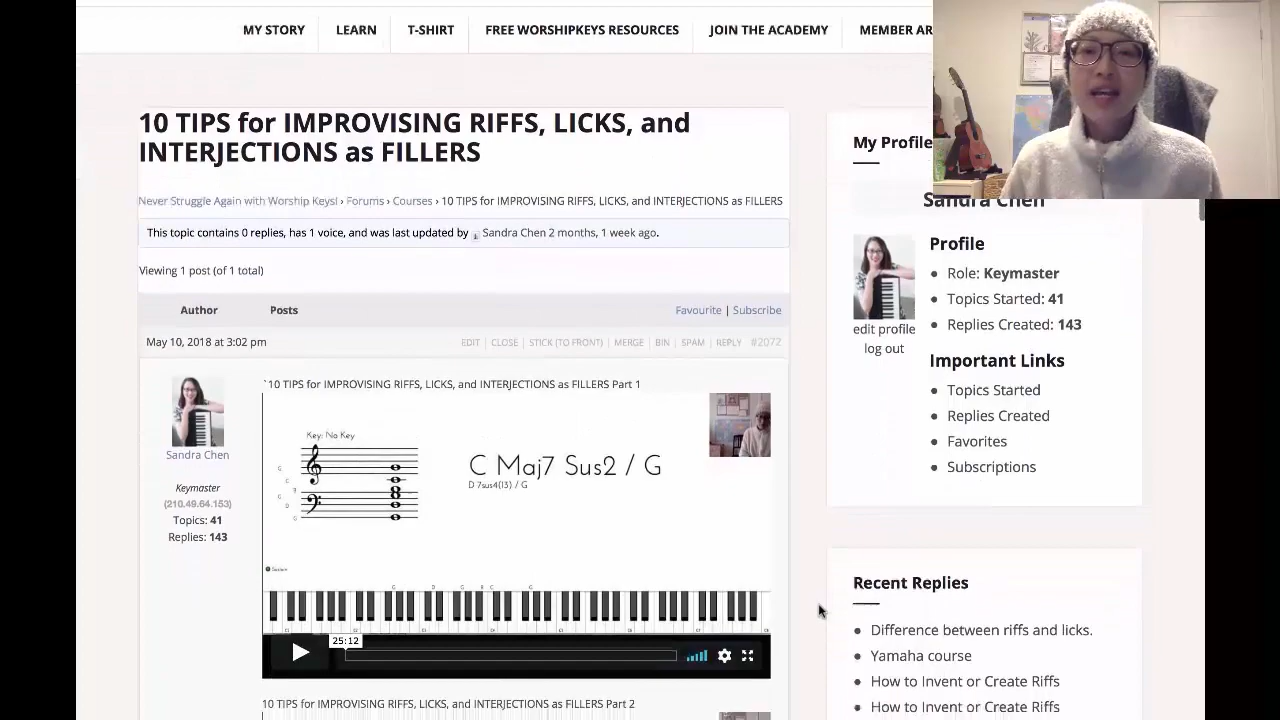 MY STORY
LEARN
T-SHIRT
FREE WORSHIPKEYS RESOURCES
JOIN THE ACADEMY
MEMBER AR
10 TIPS for IMPROVISING RIFFS, LICKS, and
INTERJECTIONS as FILLERS
Never Struggle Again with Worship Keys! › Forums › Courses › 10 TIPS for IMPROVISING RIFFS, LICKS, and INTERJECTIONS as FILLERS
This topic contains 0 replies, has 1 voice, and was last updated by Sandra Chen 2 months, 1 week ago.
Viewing 1 post (of 1 total)
Author Posts Favourite | Subscribe
May 10, 2018 at 3:02 pm EDIT | CLOSE | STICK (TO FRONT) | MERGE | BIN | SPAM | REPLY #2072
Sandra Chen
Keymaster
(210.49.64.153)
Topics: 41
Replies: 143
`10 TIPS for IMPROVISING RIFFS, LICKS, and INTERJECTIONS as FILLERS Part 1
Key: No Key
C Maj7 Sus2 / G
D 7sus4(13) / G
Sustain
G D G B C G
25:12
10 TIPS for IMPROVISING RIFFS, LICKS, and INTERJECTIONS as FILLERS Part 2
My Profile
Sandra Chen
edit profile
log out
Profile
Role: Keymaster
Topics Started: 41
Replies Created: 143
Important Links
Topics Started
Replies Created
Favorites
Subscriptions
Recent Replies
Difference between riffs and licks.
Yamaha course
How to Invent or Create Riffs
How to Invent or Create Riffs